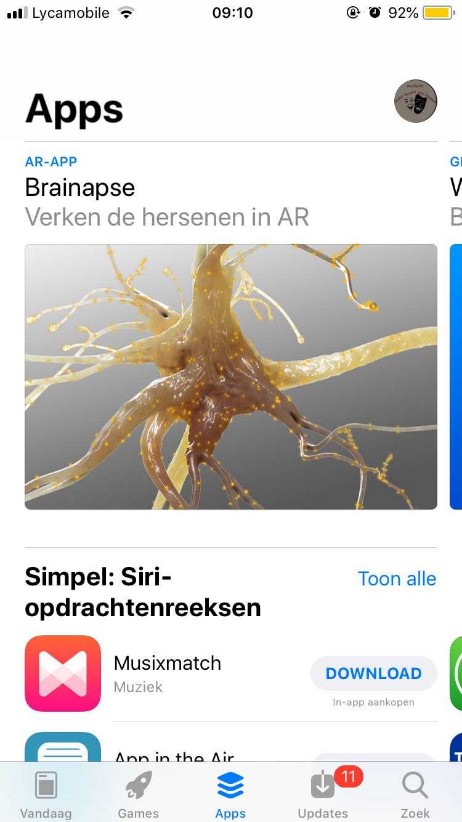 Lycamobile 09:10 92%
Apps
AR-APP
Brainapse
Verken de hersenen in AR
Simpel: Siri-
opdrachtenreeksen
Toon alle
Musixmatch
Muziek
DOWNLOAD
In-app aankopen
App in the Air
11
Vandaag Games Apps Updates Zoek